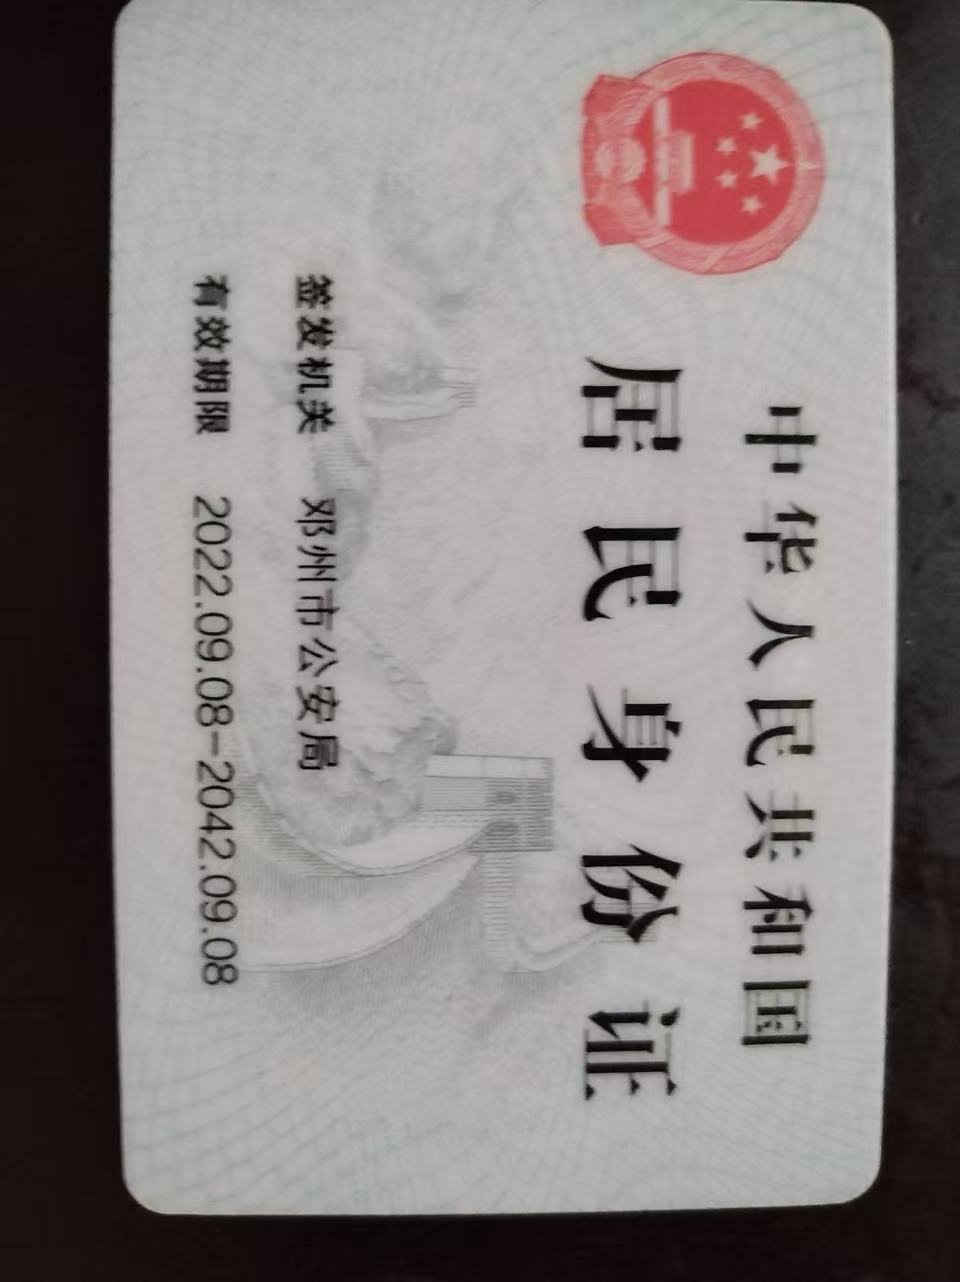 中华人民共和国
居民身份证
签发机关 邓州市公安局
有效期限 2022.09.08-2042.09.08